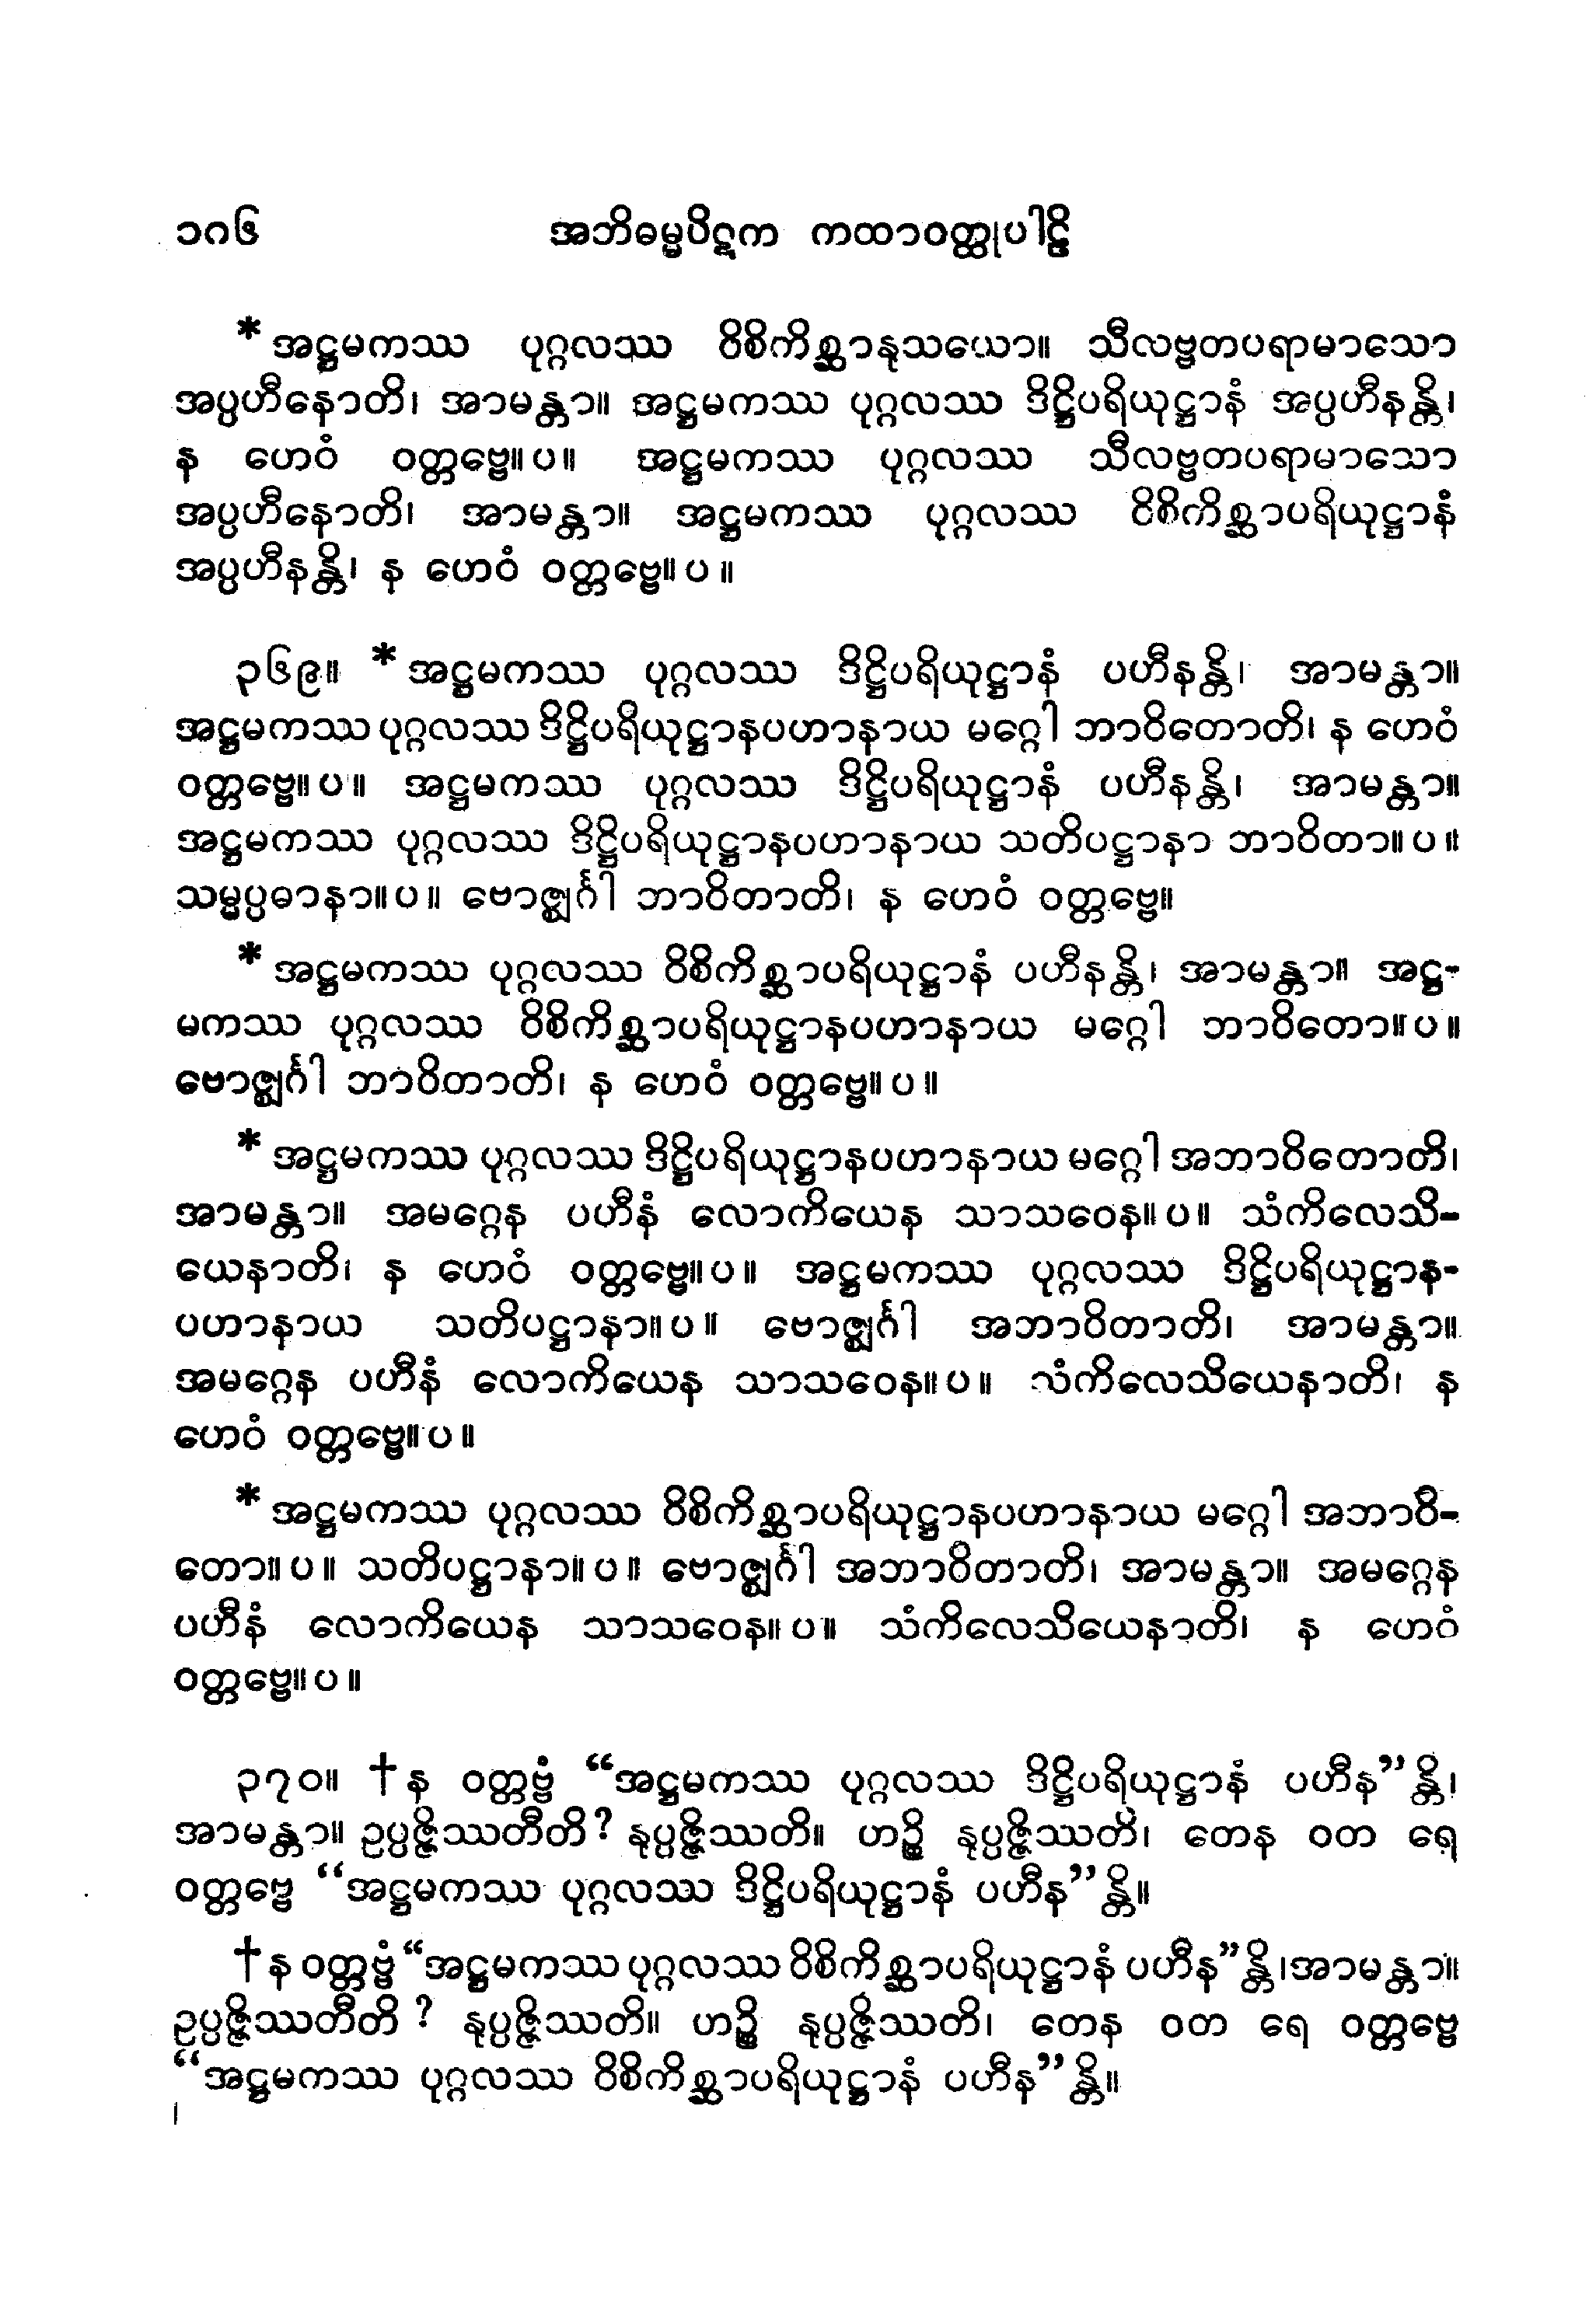 ၁၈၆ အဘိဓမ္မပိဋက ကထာဝတ္ထုပါဠိ
* အဋ္ဌမကဿ ပုဂ္ဂလဿ ဝိစိကိစ္ဆာနုသယော။ သီလဗ္ဗတပရာမာသော
အပ္ပဟီနောတိ၊ အာမန္တာ။ အဋ္ဌမကဿ ပုဂ္ဂလဿ ဒိဋ္ဌိပရိယုဋ္ဌာနံ အပ္ပဟီနန္တိ၊
န ဟေဝံ ဝတ္တဗ္ဗေ။ပ။ အဋ္ဌမကဿ ပုဂ္ဂလဿ သီလဗ္ဗတပရာမာသော
အပ္ပဟီနောတိ၊ အာမန္တာ။ အဋ္ဌမကဿ ပုဂ္ဂလဿ ဝိစိကိစ္ဆာပရိယုဋ္ဌာနံ
အပ္ပဟီနန္တိ၊ န ဟေဝံ ဝတ္တဗ္ဗေ။ပ။
၃၆၉။ * အဋ္ဌမကဿ ပုဂ္ဂလဿ ဒိဋ္ဌိပရိယုဋ္ဌာနံ ပဟီနန္တိ၊ အာမန္တာ။
အဋ္ဌမကဿ ပုဂ္ဂလဿ ဒိဋ္ဌိပရိယုဋ္ဌာနပဟာနာယ မဂ္ဂေါ ဘာဝိတောတိ၊ န ဟေဝံ
ဝတ္တဗ္ဗေ။ပ။ အဋ္ဌမကဿ ပုဂ္ဂလဿ ဒိဋ္ဌိပရိယုဋ္ဌာနံ ပဟီနန္တိ၊ အာမန္တာ။
အဋ္ဌမကဿ ပုဂ္ဂလဿ ဒိဋ္ဌိပရိယုဋ္ဌာနပဟာနာယ သတိပဋ္ဌာနာ ဘာဝိတာ။ပ။
သမ္မပ္ပဓာနာ။ပ။ ဗောဇ္ဈင်္ဂါ ဘာဝိတာတိ၊ န ဟေဝံ ဝတ္တဗ္ဗေ။
* အဋ္ဌမကဿ ပုဂ္ဂလဿ ဝိစိကိစ္ဆာပရိယုဋ္ဌာနံ ပဟီနန္တိ၊ အာမန္တာ။ အဋ္ဌ-
မကဿ ပုဂ္ဂလဿ ဝိစိကိစ္ဆာပရိယုဋ္ဌာနပဟာနာယ မဂ္ဂေါ ဘာဝိတော။ပ။
ဗောဇ္ဈင်္ဂါ ဘာဝိတာတိ၊ န ဟေဝံ ဝတ္တဗ္ဗေ။ပ။
* အဋ္ဌမကဿ ပုဂ္ဂလဿ ဒိဋ္ဌိပရိယုဋ္ဌာနပဟာနာယ မဂ္ဂေါ အဘာဝိတောတိ၊
အာမန္တာ။ အမဂ္ဂေန ပဟီနံ လောကိယေန သာသဝေန။ပ။ သံကိလေသိ-
ယေနာတိ၊ န ဟေဝံ ဝတ္တဗ္ဗေ။ပ။ အဋ္ဌမကဿ ပုဂ္ဂလဿ ဒိဋ္ဌိပရိယုဋ္ဌာန-
ပဟာနာယ သတိပဋ္ဌာနာ။ပ။ ဗောဇ္ဈင်္ဂါ အဘာဝိတာတိ၊ အာမန္တာ။
အမဂ္ဂေန ပဟီနံ လောကိယေန သာသဝေန။ပ။ သံကိလေသိယေနာတိ၊ န
ဟေဝံ ဝတ္တဗ္ဗေ။ပ။
* အဋ္ဌမကဿ ပုဂ္ဂလဿ ဝိစိကိစ္ဆာပရိယုဋ္ဌာနပဟာနာယ မဂ္ဂေါ အဘာဝိ-
တော။ပ။ သတိပဋ္ဌာနာ။ပ။ ဗောဇ္ဈင်္ဂါ အဘာဝိတာတိ၊ အာမန္တာ။ အမဂ္ဂေန
ပဟီနံ လောကိယေန သာသဝေန။ပ။ သံကိလေသိယေနာတိ၊ န ဟေဝံ
ဝတ္တဗ္ဗေ။ပ။
၃၇၀။ †န ဝတ္တဗ္ဗံ “အဋ္ဌမကဿ ပုဂ္ဂလဿ ဒိဋ္ဌိပရိယုဋ္ဌာနံ ပဟီန”န္တိ၊
အာမန္တာ။ ဥပ္ပဇ္ဇိဿတီတိ? နုပ္ပဇ္ဇိဿတိ။ ဟဉ္စိ နုပ္ပဇ္ဇိဿတိ၊ တေန ဝတ ရေ
ဝတ္တဗ္ဗေ “အဋ္ဌမကဿ ပုဂ္ဂလဿ ဒိဋ္ဌိပရိယုဋ္ဌာနံ ပဟီန”န္တိ။
†န ဝတ္တဗ္ဗံ “အဋ္ဌမကဿ ပုဂ္ဂလဿ ဝိစိကိစ္ဆာပရိယုဋ္ဌာနံ ပဟီန”န္တိ၊အာမန္တာ။
ဥပ္ပဇ္ဇိဿတီတိ ? နုပ္ပဇ္ဇိဿတိ။ ဟဉ္စိ နုပ္ပဇ္ဇိဿတိ၊ တေန ဝတ ရေ ဝတ္တဗ္ဗေ
“အဋ္ဌမကဿ ပုဂ္ဂလဿ ဝိစိကိစ္ဆာပရိယုဋ္ဌာနံ ပဟီန”န္တိ။